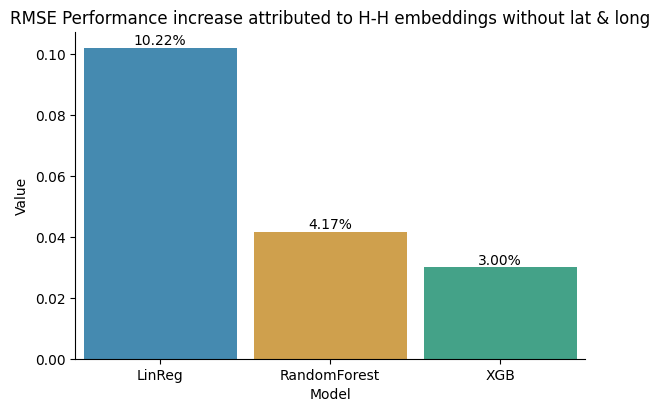 RMSE Performance increase attributed to H-H embeddings without lat & long
10.22%
4.17%
3.00%
Value
0.10
0.08
0.06
0.04
0.02
0.00
LinReg
RandomForest
XGB
Model